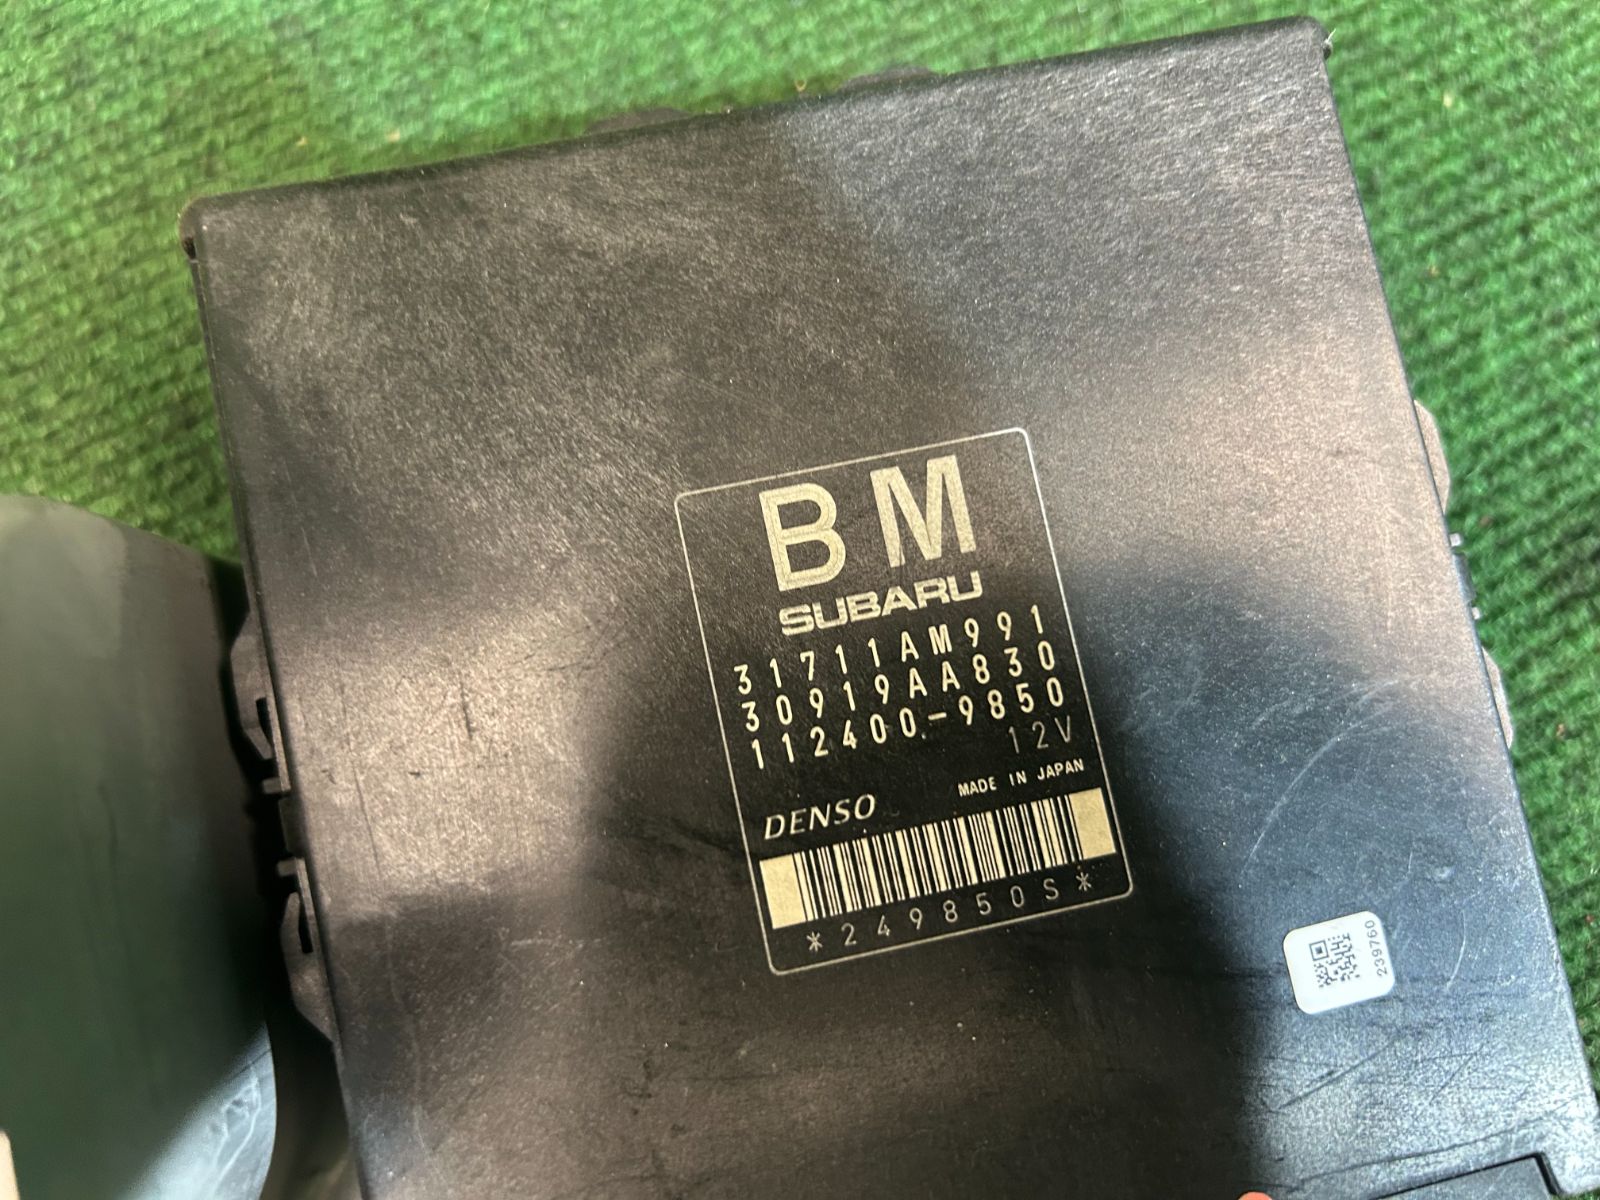 BM
SUBARU
31711AM991
30919AA830
112400-9850
12V
MADE IN JAPAN
DENSO
*249850S*
239760